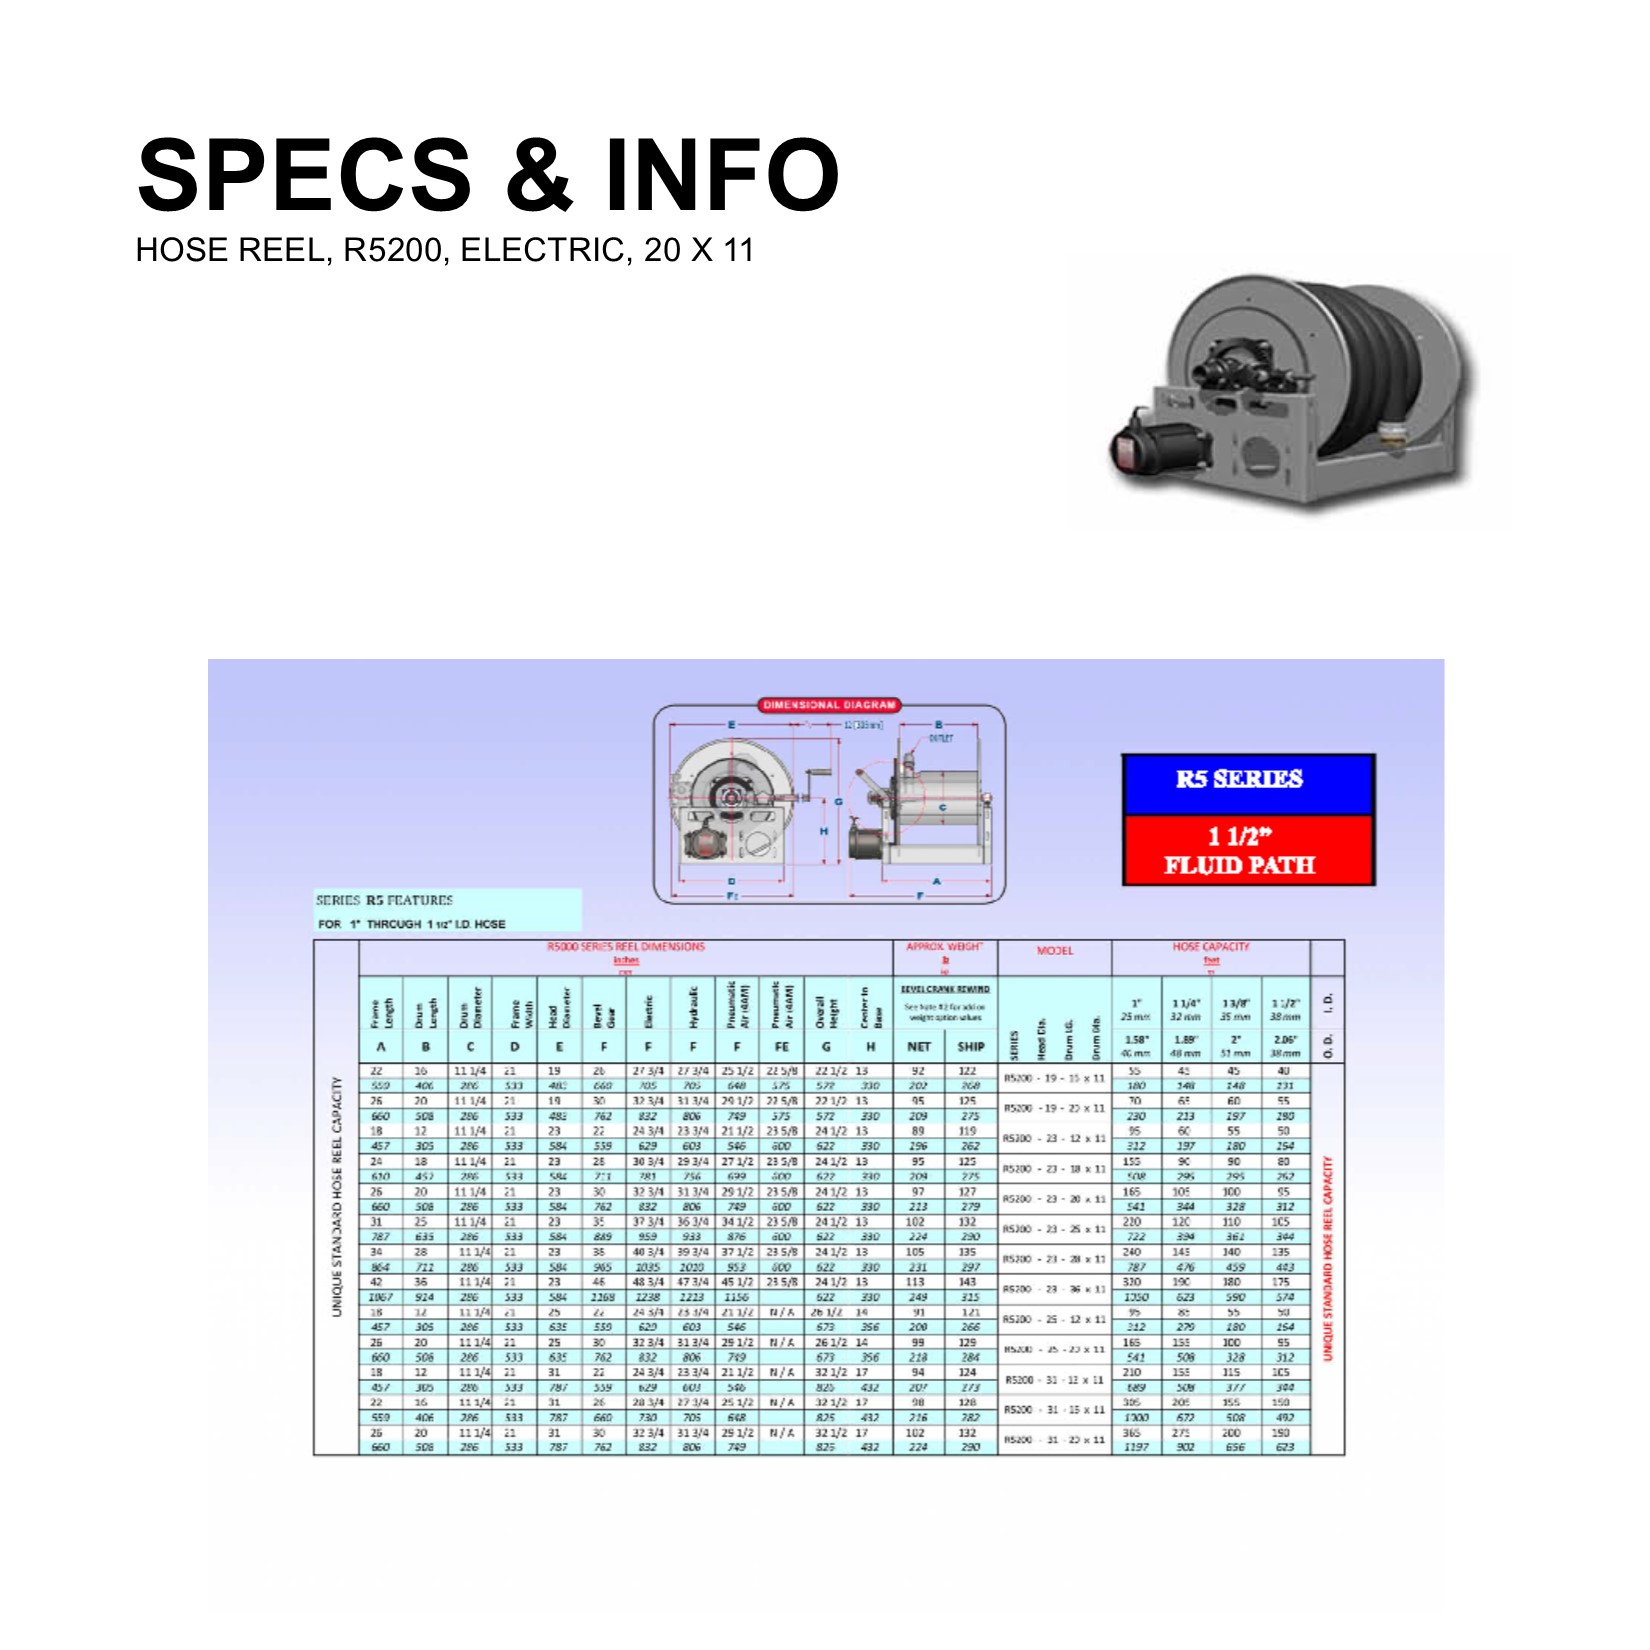 SPECS & INFO
HOSE REEL, R5200, ELECTRIC, 20 X 11
DIMENSIONAL DIAGRAM
E
B
OUTLET
G
C
H
D
A
F
R5 SERIES
1 1/2”
FLUID PATH
SERIES R5 FEATURES
FOR 1" THROUGH 1 1/2" I.D. HOSE
R5000 SERIES REEL DIMENSIONS APPROX. WEIGHT MODEL HOSE CAPACITY
inches lb feet
UNIQUE STANDARD HOSE REEL CAPACITY
Frame Length Drum Length Drum Diameter Frame Width Head Diameter Bevel Gear Electric Hydraulic Pneumatic Air (4AM) Pneumatic Air (4AM) Overall Height Center to Base
BEVEL CRANK REWIND
See Note #2 for add on
weight option values
SERIES Head Dia. Drum LG. Drum Dia.
1" 1 1/4" 1 3/8" 1 1/2" I.D.
25 mm 32 mm 35 mm 38 mm
A B C D E F F F F FE G H NET SHIP
1.58" 1.89" 2" 2.06" O.D.
40 mm 48 mm 51 mm 38 mm
22 16 11 1/4 21 19 26 27 3/4 27 3/4 25 1/2 22 5/8 22 1/2 13 92 122 55 45 45 40
559 406 286 533 483 660 705 705 648 575 572 330 202 268 180 148 148 131
26 20 11 1/4 21 19 30 32 3/4 31 3/4 29 1/2 22 5/8 22 1/2 13 95 125 R5200 - 19 - 20 x 11 70 65 60 55
660 508 286 533 483 762 832 806 749 575 572 330 209 275 230 213 197 180
18 12 11 1/4 21 23 22 24 3/4 23 3/4 21 1/2 23 5/8 24 1/2 13 89 119 R5200 - 23 - 12 x 11 95 60 55 50
457 305 286 533 584 559 629 603 546 600 622 330 196 262 312 197 180 164
24 18 11 1/4 21 23 28 30 3/4 29 3/4 27 1/2 23 5/8 24 1/2 13 95 125 R5200 - 23 - 18 x 11 155 90 90 80
610 457 286 533 584 711 781 756 699 600 622 330 209 275 508 295 295 262
26 20 11 1/4 21 23 30 32 3/4 31 3/4 29 1/2 23 5/8 24 1/2 13 97 127 R5200 - 23 - 20 x 11 165 105 100 95
660 508 286 533 584 762 832 806 749 600 622 330 213 279 541 344 328 312
31 25 11 1/4 21 23 35 37 3/4 36 3/4 34 1/2 23 5/8 24 1/2 13 102 132 R5200 - 23 - 25 x 11 220 120 110 105
787 635 286 533 584 889 959 933 876 600 622 330 224 290 722 394 361 344
34 28 11 1/4 21 23 38 40 3/4 39 3/4 37 1/2 23 5/8 24 1/2 13 105 135 R5200 - 23 - 28 x 11 240 145 140 135
864 711 286 533 584 965 1035 1010 953 600 622 330 231 297 787 476 459 443
42 36 11 1/4 21 23 46 48 3/4 47 3/4 45 1/2 23 5/8 24 1/2 13 113 143 R5200 - 23 - 36 x 11 320 190 180 175
1067 914 286 533 584 1168 1238 1213 1156 622 330 249 315 1050 623 590 574
18 12 11 1/4 21 25 22 24 3/4 23 3/4 21 1/2 N/A 26 1/2 14 91 121 R5200 - 25 - 12 x 11 95 85 55 50
457 305 286 533 635 559 629 603 546 673 356 200 266 312 279 180 164
26 20 11 1/4 21 25 30 32 3/4 31 3/4 29 1/2 N/A 26 1/2 14 99 129 R5200 - 25 - 20 x 11 165 155 100 95
660 508 286 533 635 762 832 806 749 673 356 218 284 541 508 328 312
18 12 11 1/4 21 31 22 24 3/4 23 3/4 21 1/2 N/A 32 1/2 17 94 124 R5200 - 31 - 12 x 11 210 155 115 105
457 305 286 533 787 559 629 603 546 826 432 207 273 689 508 377 344
22 16 11 1/4 21 31 26 28 3/4 27 3/4 25 1/2 N/A 32 1/2 17 98 128 305 205 155 150
559 406 286 533 787 660 730 705 648 825 432 216 282 1000 672 508 492
26 20 11 1/4 21 31 30 32 3/4 31 3/4 29 1/2 N/A 32 1/2 17 102 132 R5200 - 31 - 20 x 11 365 275 200 190
660 508 286 533 787 762 832 806 749 825 432 224 290 1197 902 656 623
UNIQUE STANDARD HOSE REEL CAPACITY